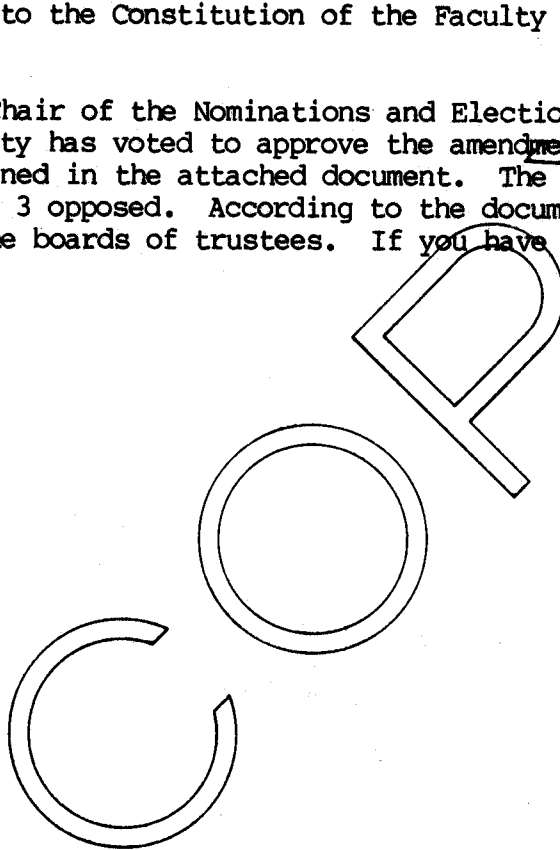 to the Constitution of the Faculty
hair of the Nominations and Electio
ty has voted to approve the amendme
ned in the attached document. The
3 opposed. According to the docum
e boards of trustees. If you have
COP